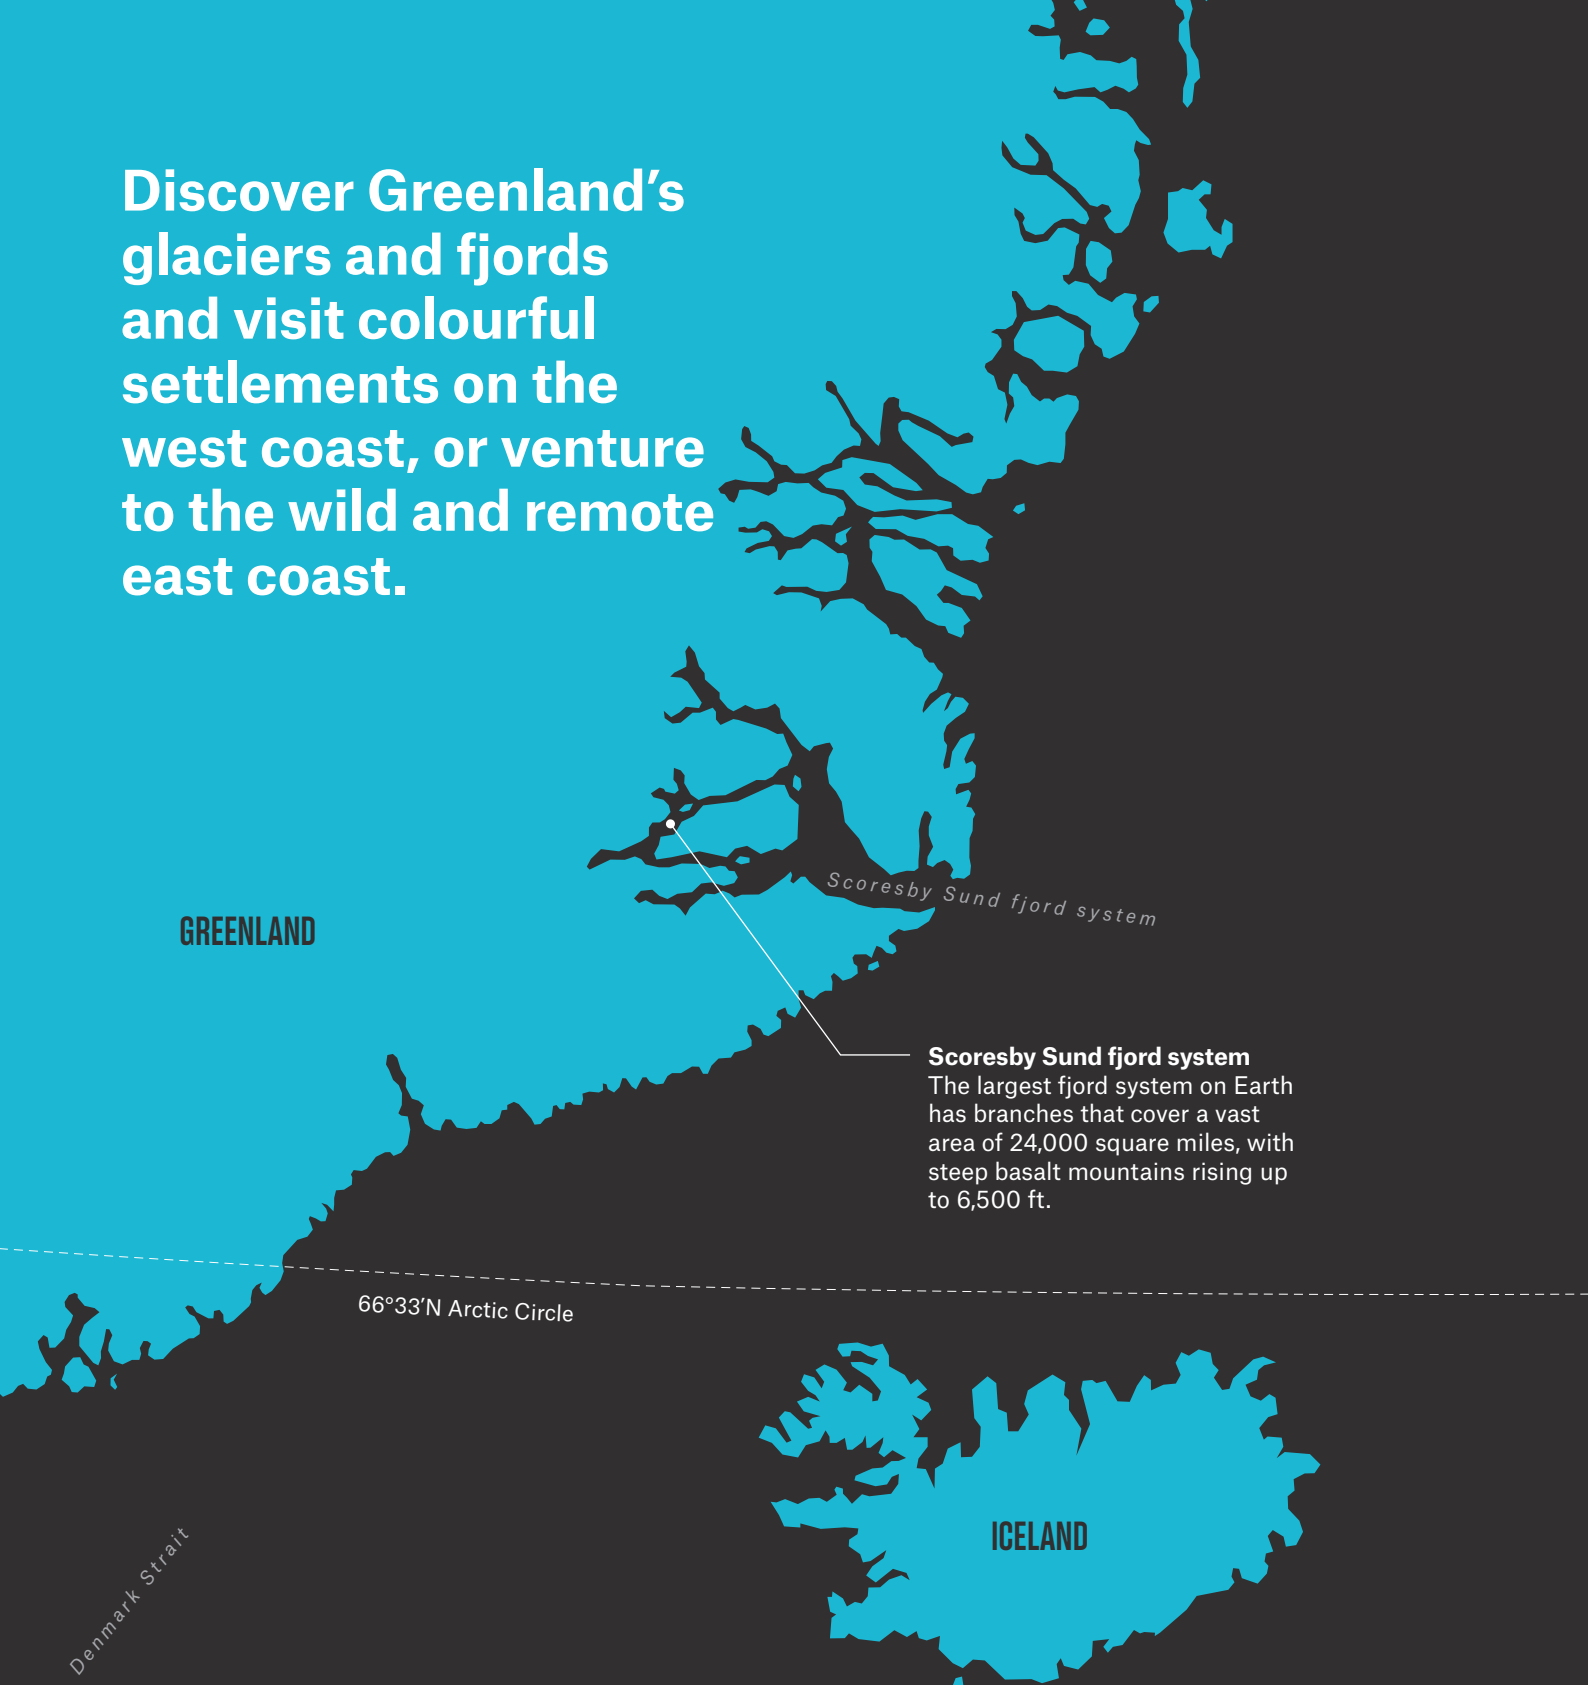 Discover Greenland’s
glaciers and fjords
and visit colourful
settlements on the
west coast, or venture
to the wild and remote
east coast.
Scoresby Sund fjord system
GREENLAND
Scoresby Sund fjord system
The largest fjord system on Earth
has branches that cover a vast
area of 24,000 square miles, with
steep basalt mountains rising up
to 6,500 ft.
66°33’N Arctic Circle
ICELAND
Denmark Strait